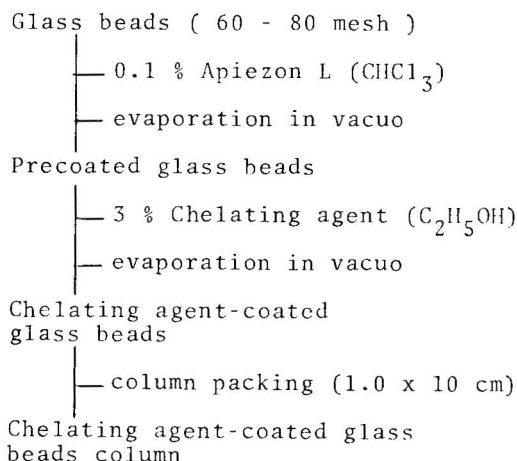 Glass beads ( 60 - 80 mesh )
0.1 % Apiezon L (CHCl3)
evaporation in vacuo
Precoated glass beads
3 % Chelating agent (C2H5OH)
evaporation in vacuo
Chelating agent-coated
glass beads
column packing (1.0 x 10 cm)
Chelating agent-coated glass
beads column